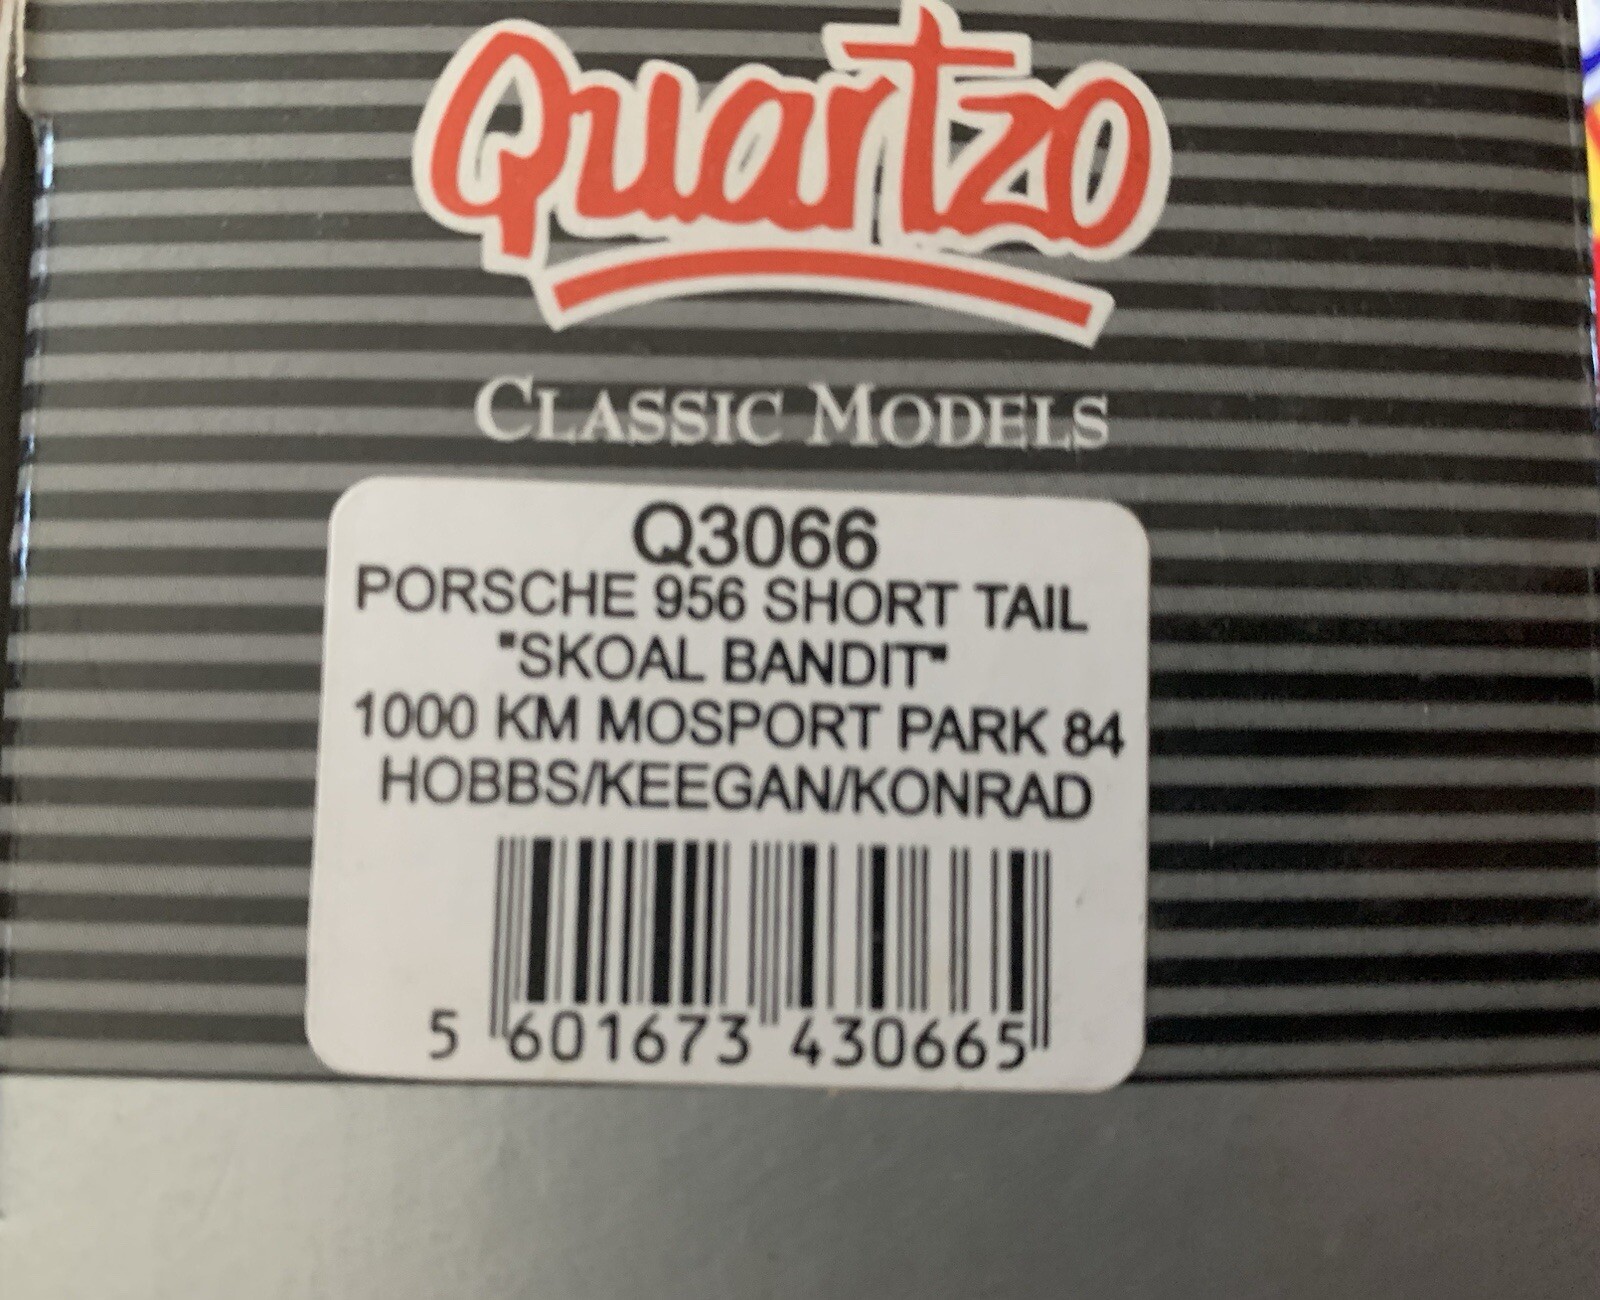 Quartzo
CLASSIC MODELS
Q3066
PORSCHE 956 SHORT TAIL
"SKOAL BANDIT"
1000 KM MOSPORT PARK 84
HOBBS/KEEGAN/KONRAD
5 601673 430665